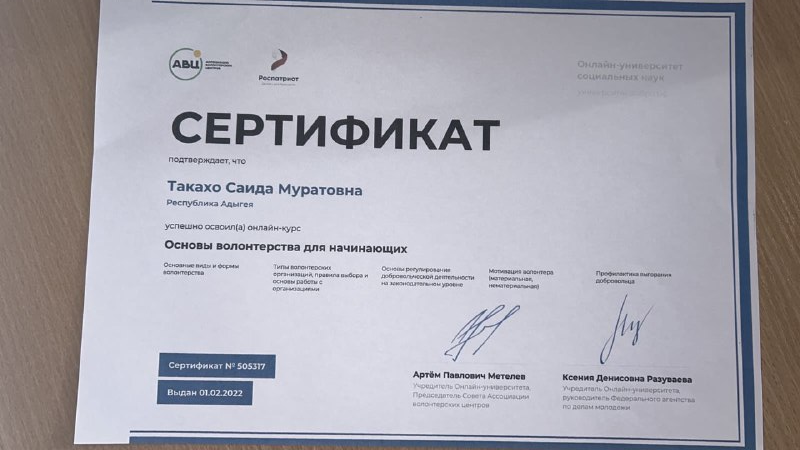 АВЦ
Роспатриот
Онлайн-университет
социальных наук
СЕРТИФИКАТ
подтверждает, что
Такахо Саида Муратовна
Республика Адыгея
успешно освоил(а) онлайн-курс
Основы волонтерства для начинающих
Основные виды и формы
волонтерства
Типы волонтерских
организаций, правила выбора и
основы работы с
организациями
Основы регулирование
добровольческой деятельности
на законодательном уровне
Мотивация волонтера
(материальная,
нематериальная)
Профилактика выгорания
добровольца
Сертификат № 505317
Выдан 01.02.2022
Артём Павлович Метелев
Учредитель Онлайн-университета,
Председатель Совета Ассоциации
волонтерских центров
Ксения Денисовна Разуваева
Учредитель Онлайн-университета,
руководитель Федерального агентства
по делам молодежи